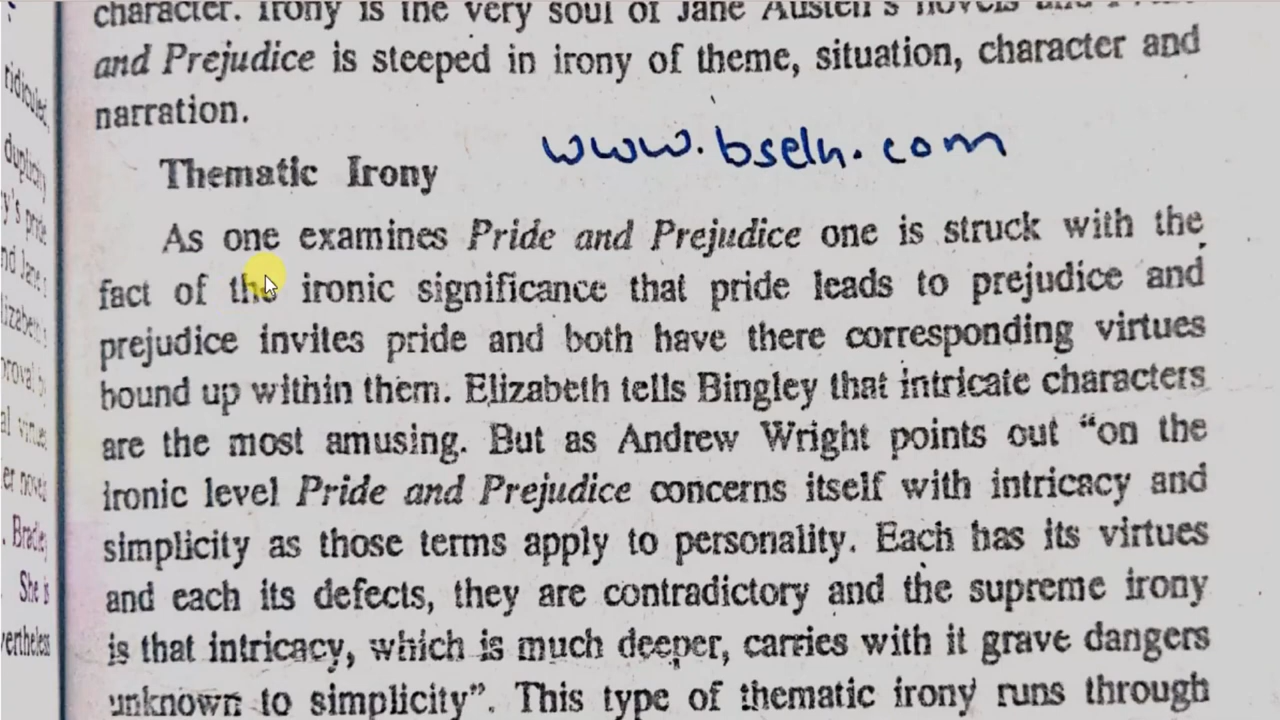 character. Irony is the very soul of Jane Austen's novels and
and Prejudice is steeped in irony of theme, situation, character and
narration.
www.bseln.com
Thematic Irony
As one examines Pride and Prejudice one is struck with the
fact of the ironic significance that pride leads to prejudice and
prejudice invites pride and both have there corresponding virtues
bound up within them. Elizabeth tells Bingley that intricate characters
are the most amusing. But as Andrew Wright points out “on the
ironic level Pride and Prejudice concerns itself with intricacy and
simplicity as those terms apply to personality. Each has its virtues
and each its defects, they are contradictory and the supreme irony
is that intricacy, which is much deeper, carries with it grave dangers
unknown to simplicity”. This type of thematic irony runs through
ridiculed,
duplicity
pride
. Bradley
She is